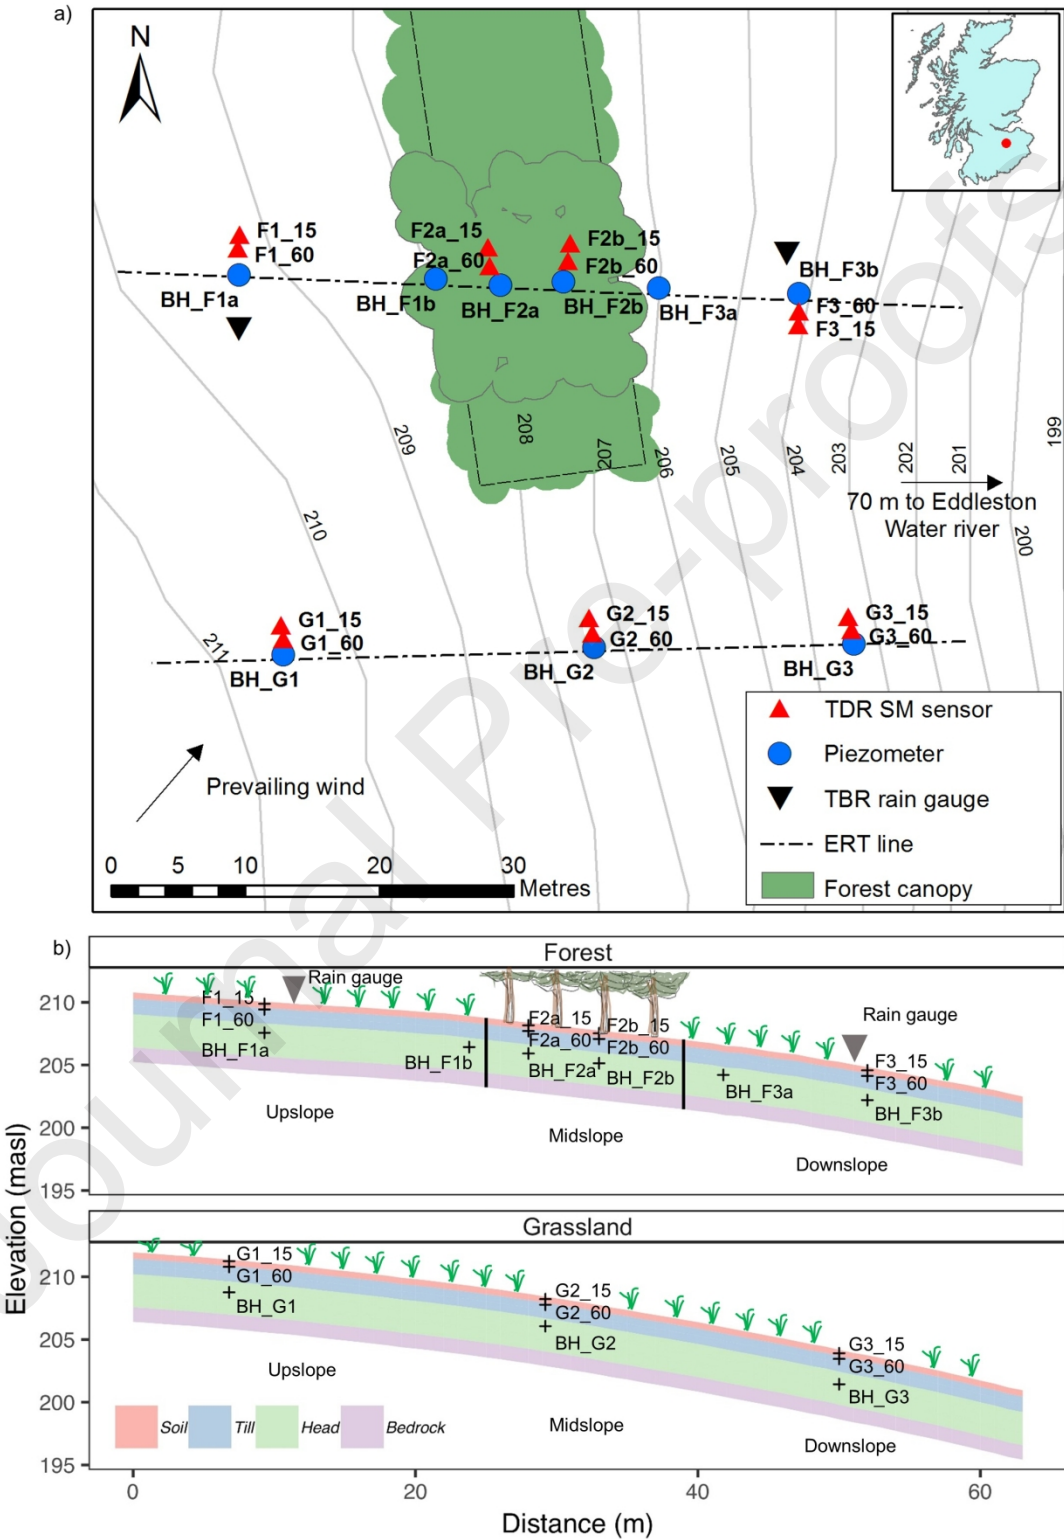 a)
N
F1_15
F1_60
BH_F1a
F2a_15
F2a_60
BH_F1b
BH_F2a
F2b_15
F2b_60
BH_F2b
BH_F3a
BH_F3b
F3_60
F3_15
208
207
206
205
204
203
202
201
199
209
210
211
200
70 m to Eddleston
Water river
G1_15
G1_60
BH_G1
G2_15
G2_60
BH_G2
G3_15
G3_60
BH_G3
Prevailing wind
0 5 10 20 30
Metres
TDR SM sensor
Piezometer
TBR rain gauge
ERT line
Forest canopy
Journal Pre-proofs
b)
Forest
Rain gauge
F1_15
F1_60
BH_F1a
BH_F1b
F2a_15
F2a_60
BH_F2a
F2b_15
F2b_60
BH_F2b
BH_F3a
Rain gauge
F3_15
F3_60
BH_F3b
Upslope
Midslope
Downslope
210
205
200
195
Grassland
G1_15
G1_60
BH_G1
G2_15
G2_60
BH_G2
G3_15
G3_60
BH_G3
Upslope
Midslope
Downslope
Soil Till Head Bedrock
210
205
200
195
Elevation (masl)
0 20 40 60
Distance (m)